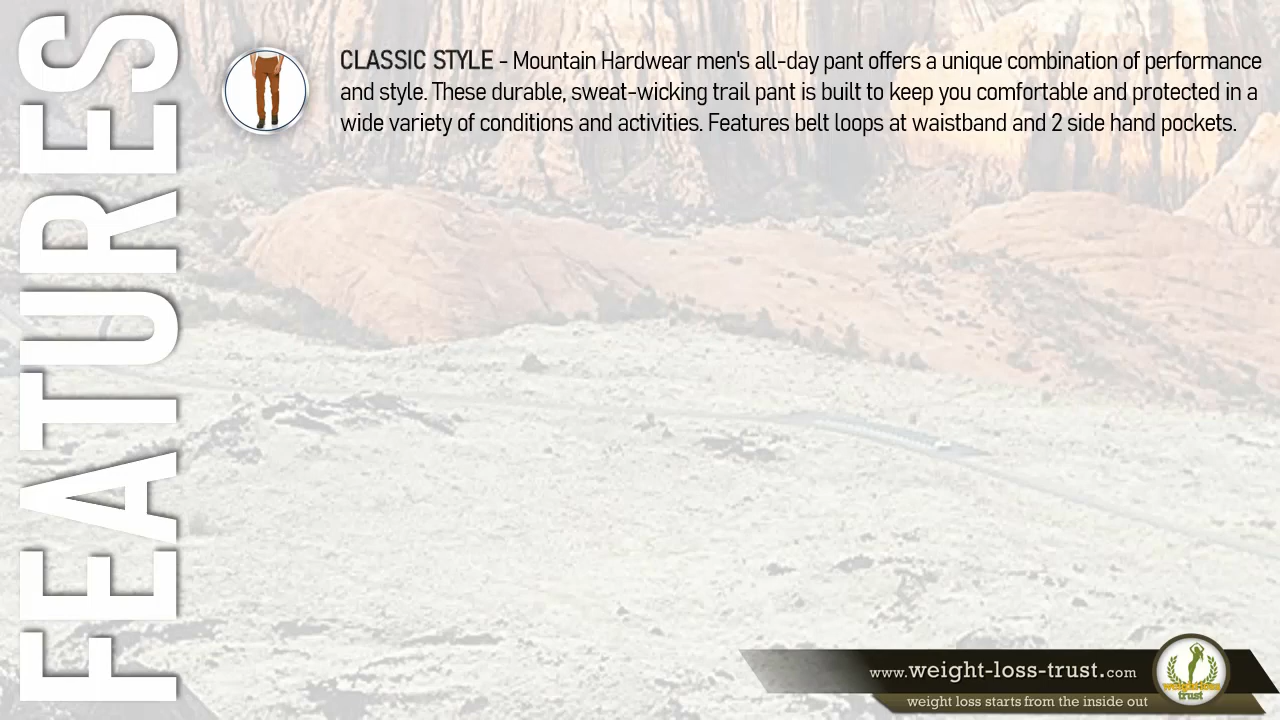 FEATURES
CLASSIC STYLE - Mountain Hardwear men's all-day pant offers a unique combination of performance
and style. These durable, sweat-wicking trail pant is built to keep you comfortable and protected in a
wide variety of conditions and activities. Features belt loops at waistband and 2 side hand pockets.
www.weight-loss-trust.com
weight loss starts from the inside out
weight loss
trust